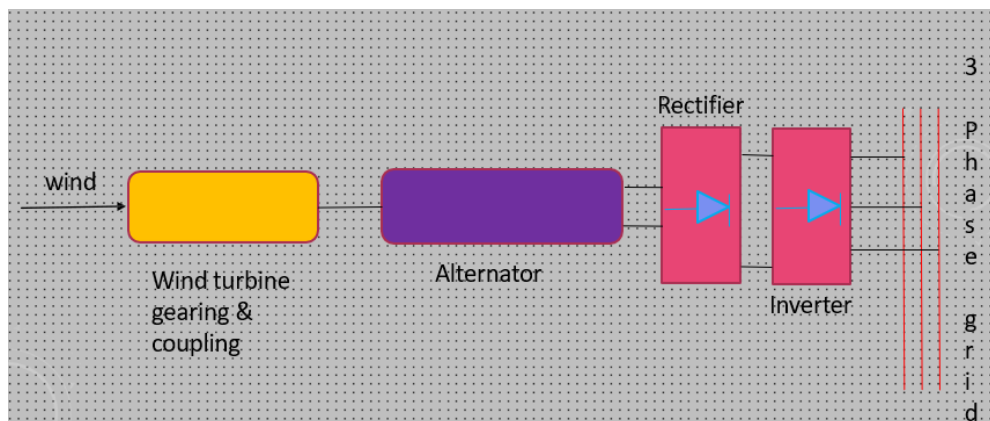 wind
Wind turbine
gearing &
coupling
Alternator
Rectifier
Inverter
3
P
h
a
s
e
g
r
i
d